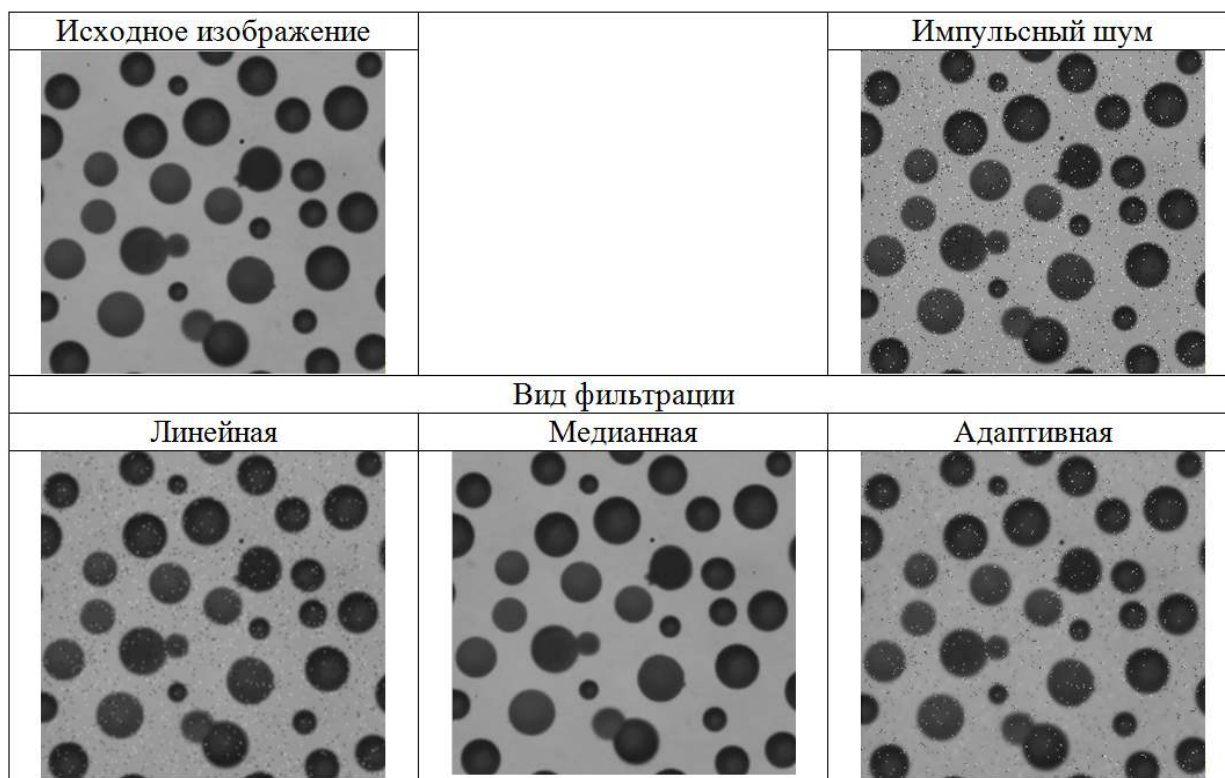 Исходное изображение
Импульсный шум
Вид фильтрации
Линейная
Медианная
Адаптивная